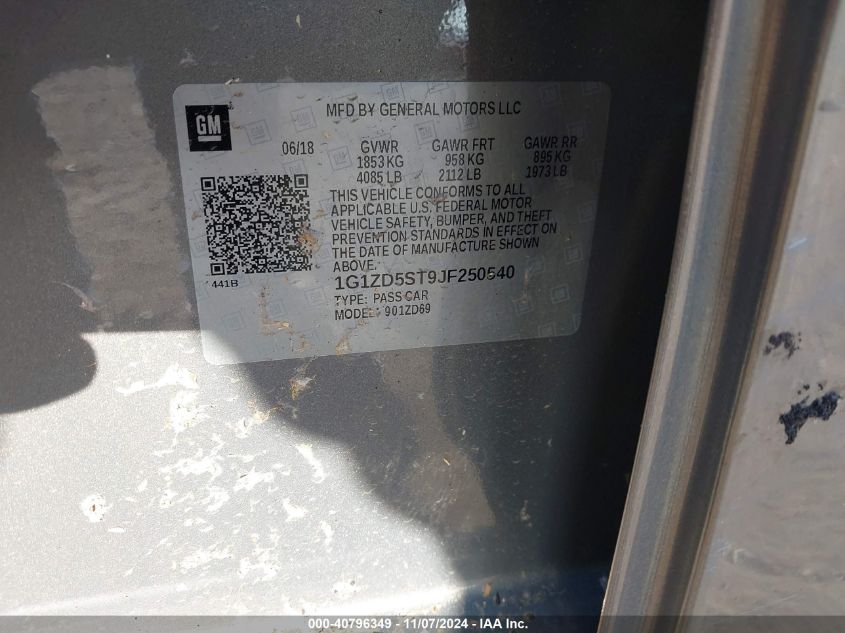 GM
MFD BY GENERAL MOTORS LLC
06/18 GVWR GAWR FRT GAWR RR
1853 KG 958 KG 895 KG
4085 LB 2112 LB 1973 LB
THIS VEHICLE CONFORMS TO ALL
APPLICABLE U.S. FEDERAL MOTOR
VEHICLE SAFETY, BUMPER, AND THEFT
PREVENTION STANDARDS IN EFFECT ON
THE DATE OF MANUFACTURE SHOWN
ABOVE.
441B
1G1ZD5ST9JF250540
TYPE: PASS CAR
MODEL: 901ZD69
000-40796349 - 11/07/2024 - IAA Inc.